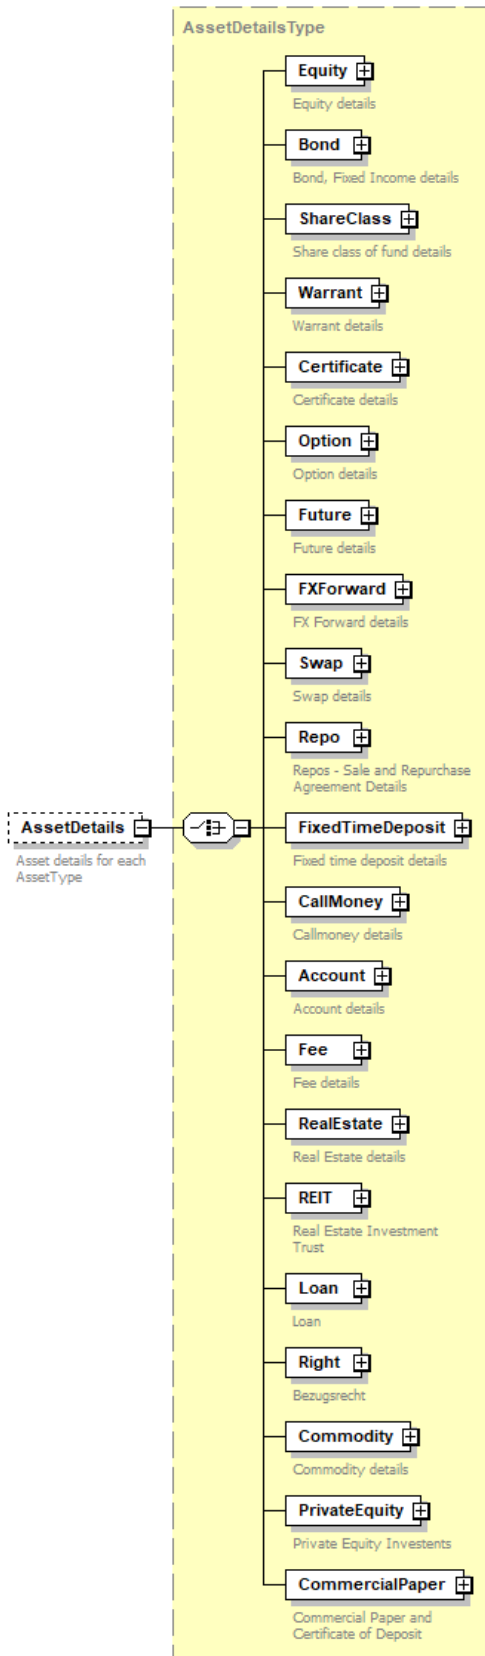 AssetDetailsType
Equity
Equity details
Bond
Bond, Fixed Income details
ShareClass
Share class of fund details
Warrant
Warrant details
Certificate
Certificate details
Option
Option details
Future
Future details
FXForward
FX Forward details
Swap
Swap details
Repo
Repos - Sale and Repurchase
Agreement Details
AssetDetails
Asset details for each
AssetType
FixedTimeDeposit
Fixed time deposit details
CallMoney
Callmoney details
Account
Account details
Fee
Fee details
RealEstate
Real Estate details
REIT
Real Estate Investment
Trust
Loan
Loan
Right
Bezugsrecht
Commodity
Commodity details
PrivateEquity
Private Equity Investents
CommercialPaper
Commercial Paper and
Certificate of Deposit